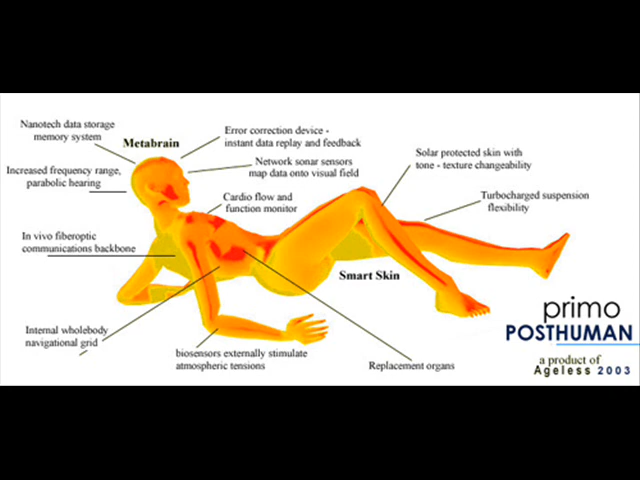 Nanotech data storage
memory system
Metabrain
Error correction device -
instant data replay and feedback
Network sonar sensors
map data onto visual field
Solar protected skin with
tone - texture changeability
Increased frequency range,
parabolic hearing
Cardio flow and
function monitor
Turbocharged suspension
flexibility
In vivo fiberoptic
communications backbone
Smart Skin
Internal wholebody
navigational grid
biosensors externally stimulate
atmospheric tensions
Replacement organs
primo
POSTHUMAN
a product of
Ageless 2003